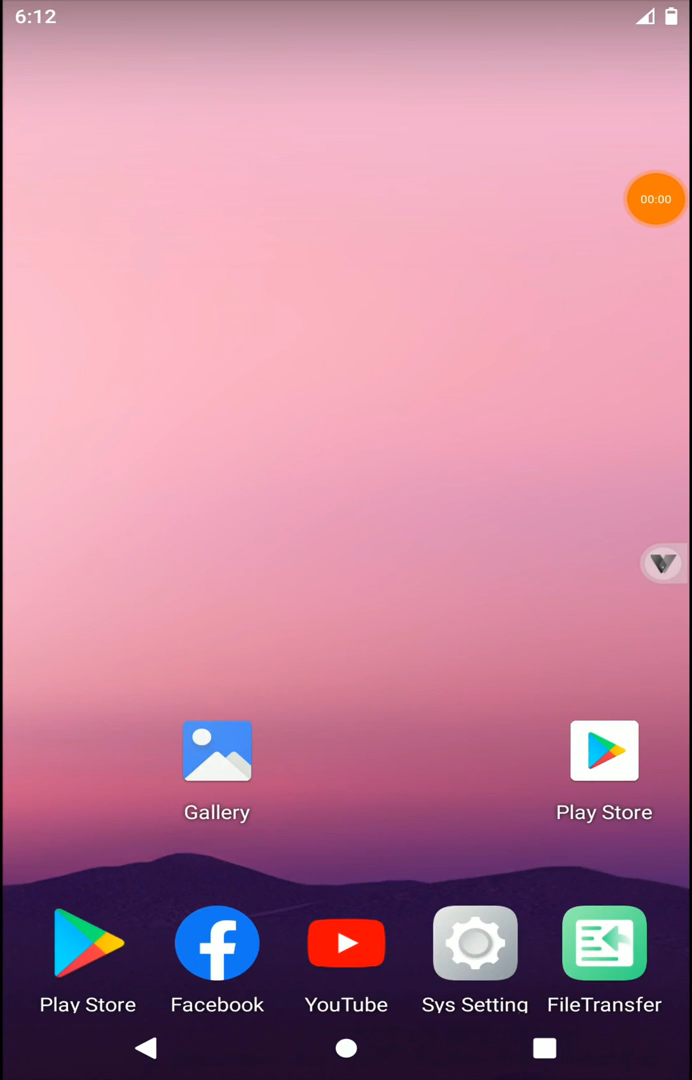 6:12
00:00
Gallery
Play Store
Play Store
Facebook
YouTube
Sys Setting
FileTransfer